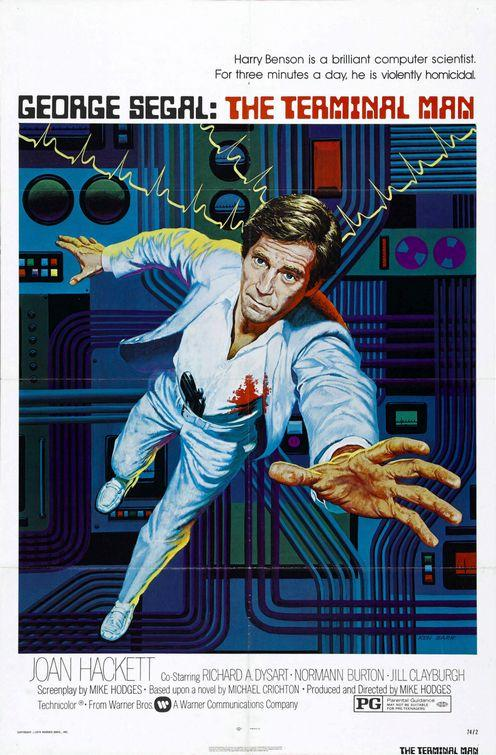 Harry Benson is a brilliant computer scientist.
For three minutes a day, he is violently homicidal.
GEORGE SEGAL: THE TERMINAL MAN
KEN BARR
JOAN HACKETT Co-Starring RICHARD A. DYSART · NORMANN BURTON · JILL CLAYBURGH
Screenplay by MIKE HODGES · Based upon a novel by MICHAEL CRICHTON · Produced and Directed by MIKE HODGES
Technicolor® · From Warner Bros. A Warner Communications Company
PG Parental Guidance
74/2
THE TERMINAL MAN